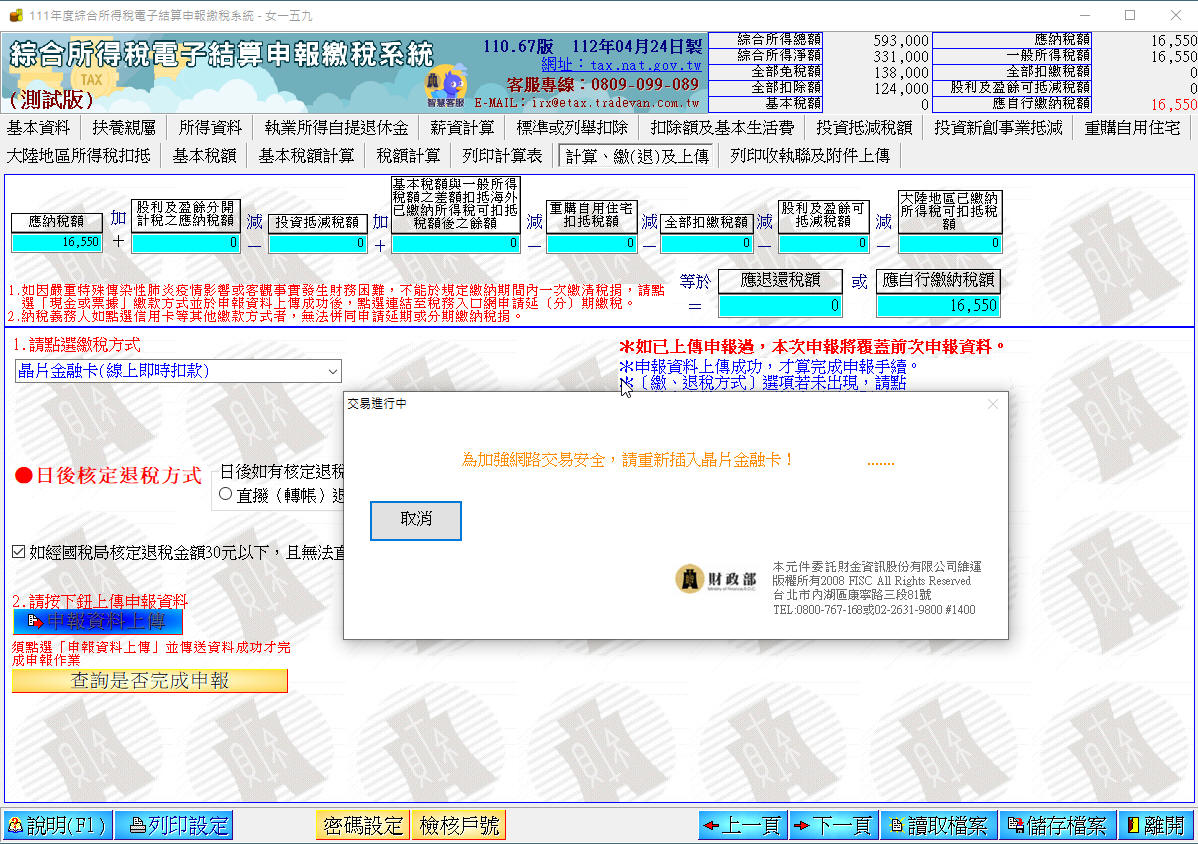 111年度綜合所得稅電子結算申報繳稅系統 - 女一五九
綜合所得稅電子結算申報繳稅系統
TAX
(測試版)
智慧客服
110.67版 112年04月24日製
網址：tax.nat.gov.tw
客服專線：0809-099-089
E-MAIL：irx@etax.tradevan.com.tw
綜合所得總額 593,000 應納稅額 16,550
綜合所得淨額 331,000 一般所得稅額 16,550
全部免稅額 138,000 全部扣繳稅額 0
全部扣除額 124,000 股利及盈餘可抵減稅額 0
基本稅額 0 應自行繳納稅額 16,550
基本資料 扶養親屬 所得資料 執業所得自提退休金 薪資計算 標準或列舉扣除 扣除額及基本生活費 投資抵減稅額 投資新創事業抵減 重購自用住宅
大陸地區所得稅扣抵 基本稅額 基本稅額計算 稅額計算 列印計算表 計算、繳(退)及上傳 列印收執聯及附件上傳
應納稅額
16,550
加
＋
股利及盈餘分開計稅之應納稅額
0
減
－
投資抵減稅額
0
加
＋
基本稅額與一般所得稅額之差額扣抵海外已繳納所得稅可扣抵稅額後之餘額
0
減
－
重購自用住宅扣抵稅額
0
減
－
全部扣繳稅額
0
減
－
股利及盈餘可抵減稅額
0
減
－
大陸地區已繳納所得稅可扣抵稅額
0
1.如因嚴重特殊傳染性肺炎疫情影響或客觀事實發生財務困難，不能於規定繳納期間內一次繳清稅捐，請點
選「現金或票據」繳款方式並於申報資料上傳成功後，點選連結至稅務入口網申請延（分）期繳稅。
2.納稅義務人如點選信用卡等其他繳款方式者，無法併同申請延期或分期繳納稅捐。
等於
＝
應退還稅額
0
或
應自行繳納稅額
16,550
1.請點選繳稅方式
晶片金融卡(線上即時扣款)
＊如已上傳申報過，本次申報將覆蓋前次申報資料。
＊申報資料上傳成功，才算完成申報手續。
＊〔繳、退稅方式〕選項若未出現，請點
●日後核定退稅方式
日後如有核定退稅
直撥（轉帳）退
如經國稅局核定退稅金額30元以下，且無法直
2.請按下鈕上傳申報資料
申報資料上傳
須點選「申報資料上傳」並傳送資料成功才完
成申報作業
查詢是否完成申報
交易進行中
為加強網路交易安全，請重新插入晶片金融卡！ .......
取消
財政部
本元件委託財金資訊股份有限公司維運
版權所有2008 FISC All Rights Reserved
台北市內湖區康寧路三段81號
TEL:0800-767-168或02-2631-9800 #1400
說明(F1) 列印設定 密碼設定 檢核戶號 上一頁 下一頁 讀取檔案 儲存檔案 離開